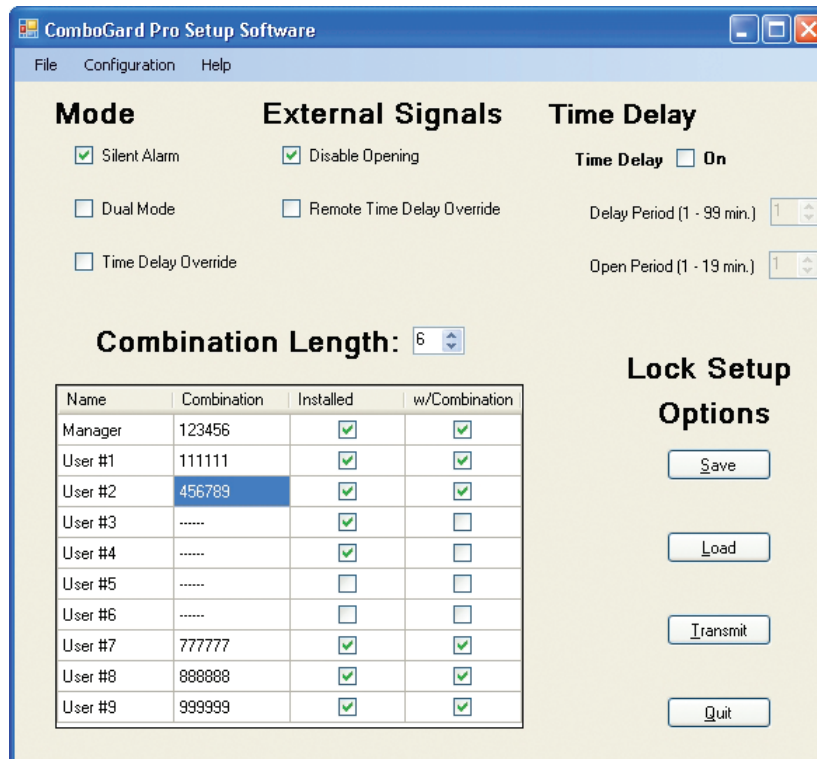 ComboGard Pro Setup Software
File Configuration Help
Mode
Silent Alarm
Dual Mode
Time Delay Override
External Signals
Disable Opening
Remote Time Delay Override
Time Delay
Time Delay On
Delay Period (1 - 99 min.) 1
Open Period (1 - 19 min.) 1
Combination Length: 6
Name Combination Installed w/Combination
Manager 123456
User #1 111111
User #2 456789
User #3 ------
User #4 ------
User #5 ------
User #6 ------
User #7 777777
User #8 888888
User #9 999999
Lock Setup
Options
Save
Load
Transmit
Quit